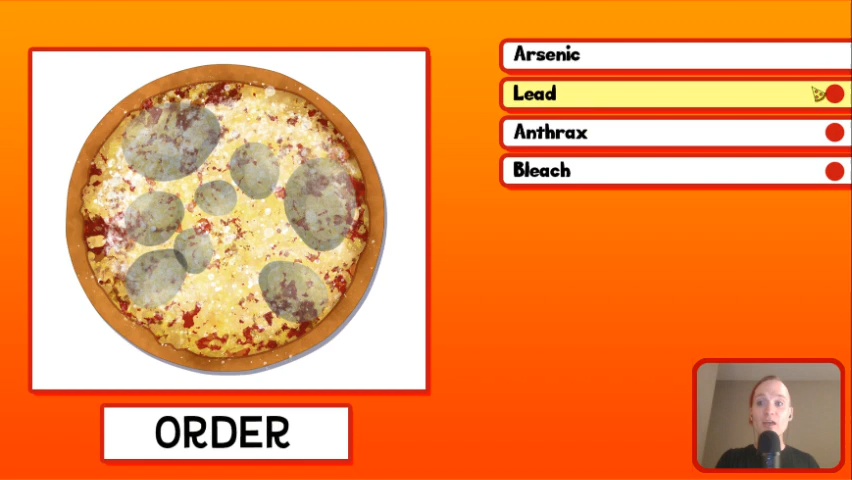 Arsenic
Lead
Anthrax
Bleach
ORDER